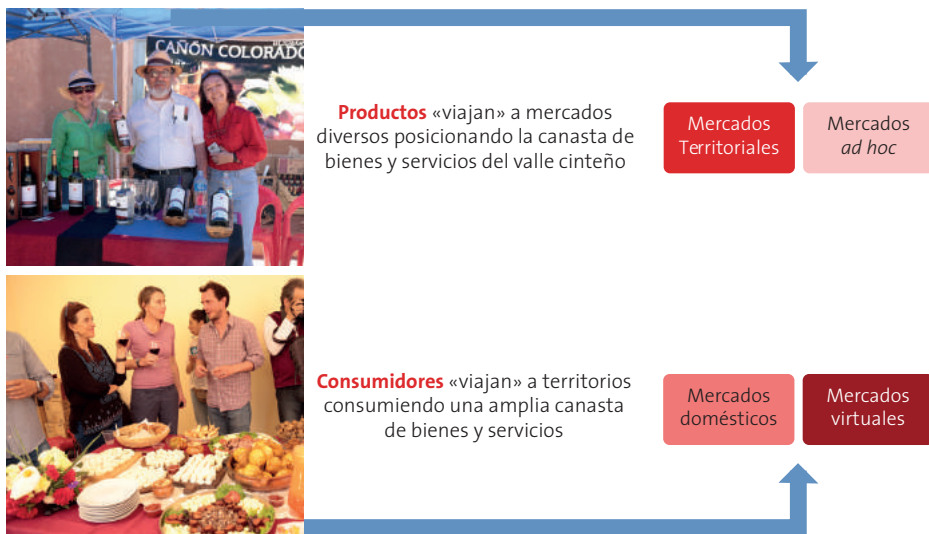 CAÑÓN COLORADO
Productos «viajan» a mercados
diversos posicionando la canasta de
bienes y servicios del valle cinteño
Mercados
Territoriales
Mercados
ad hoc
Consumidores «viajan» a territorios
consumiendo una amplia canasta
de bienes y servicios
Mercados
domésticos
Mercados
virtuales